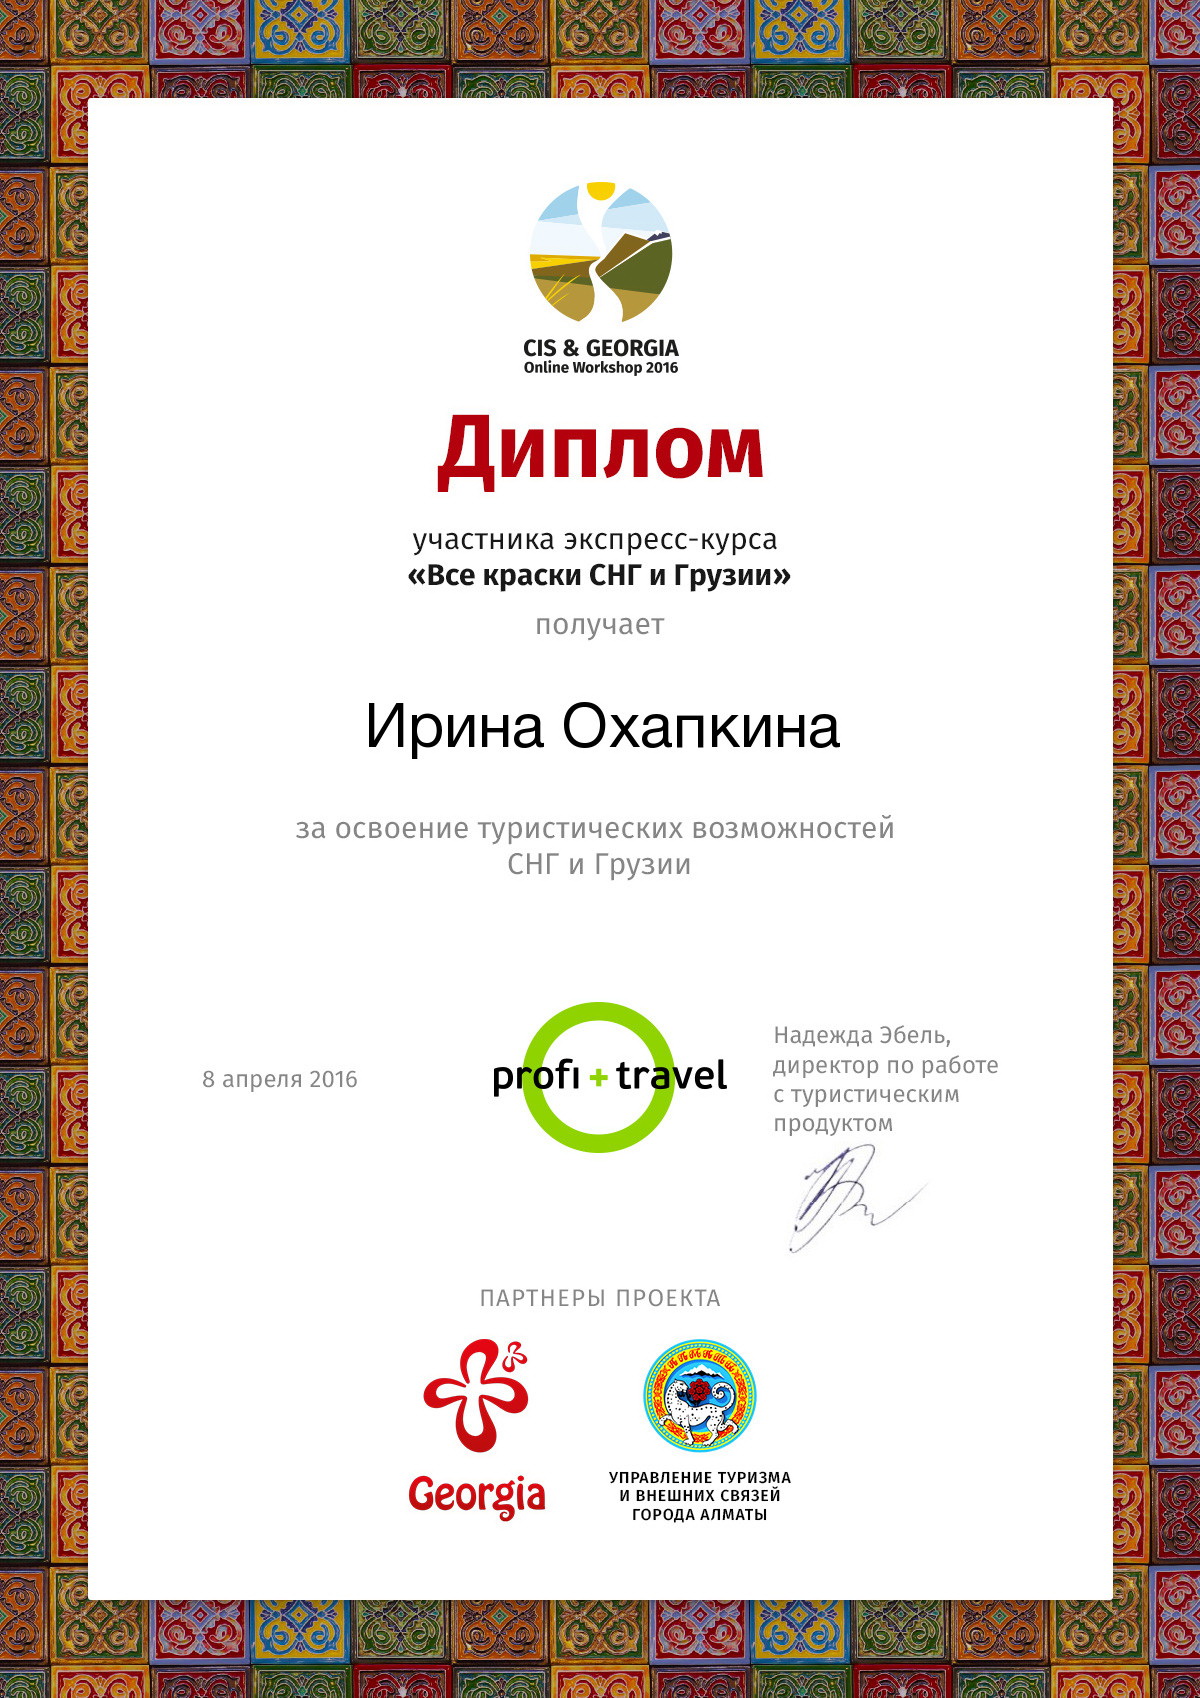 CIS & GEORGIA
Online Workshop 2016
Диплом
участника экспресс-курса
«Все краски СНГ и Грузии»
получает
Ирина Охапкина
за освоение туристических возможностей
СНГ и Грузии
8 апреля 2016
profi + travel
Надежда Эбель,
директор по работе
с туристическим
продуктом
ПАРТНЕРЫ ПРОЕКТА
Georgia
УПРАВЛЕНИЕ ТУРИЗМА
И ВНЕШНИХ СВЯЗЕЙ
ГОРОДА АЛМАТЫ